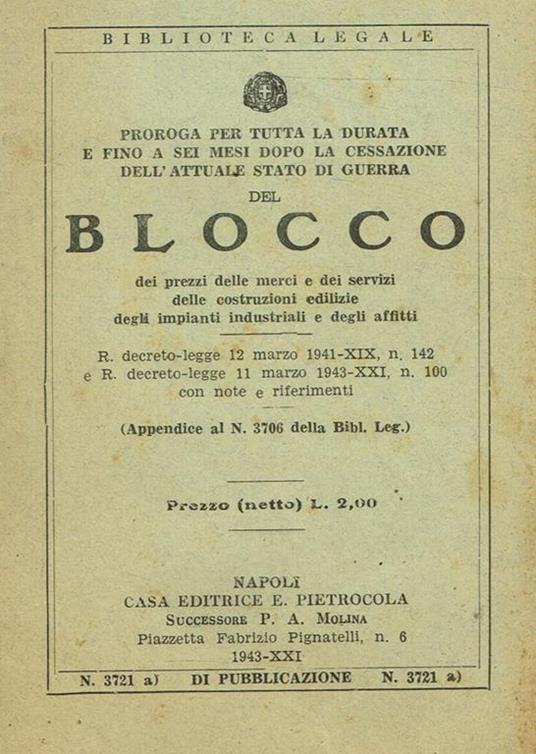 BIBLIOTECA LEGALE
PROROGA PER TUTTA LA DURATA
E FINO A SEI MESI DOPO LA CESSAZIONE
DELL'ATTUALE STATO DI GUERRA
DEL
BLOCCO
dei prezzi delle merci e dei servizi
delle costruzioni edilizie
degli impianti industriali e degli affitti
R. decreto-legge 12 marzo 1941-XIX, n. 142
e R. decreto-legge 11 marzo 1943-XXI, n. 100
con note e riferimenti
(Appendice al N. 3706 della Bibl. Leg.)
Prezzo (netto) L. 2,00
NAPOLI
CASA EDITRICE E. PIETROCOLA
SUCCESSORE P. A. MOLINA
Piazzetta Fabrizio Pignatelli, n. 6
1943-XXI
N. 3721 a) DI PUBBLICAZIONE N. 3721 a)